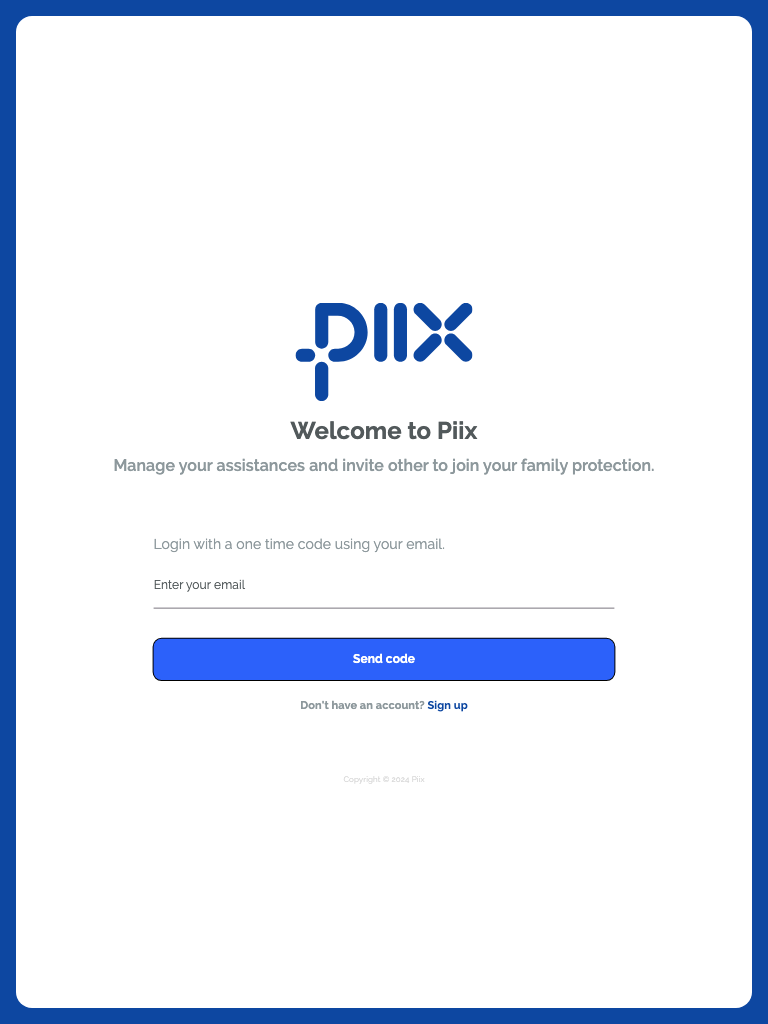 piix
Welcome to Piix
Manage your assistances and invite other to join your family protection.
Login with a one time code using your email.
Enter your email
Send code
Don't have an account? Sign up
Copyright © 2024 Piix